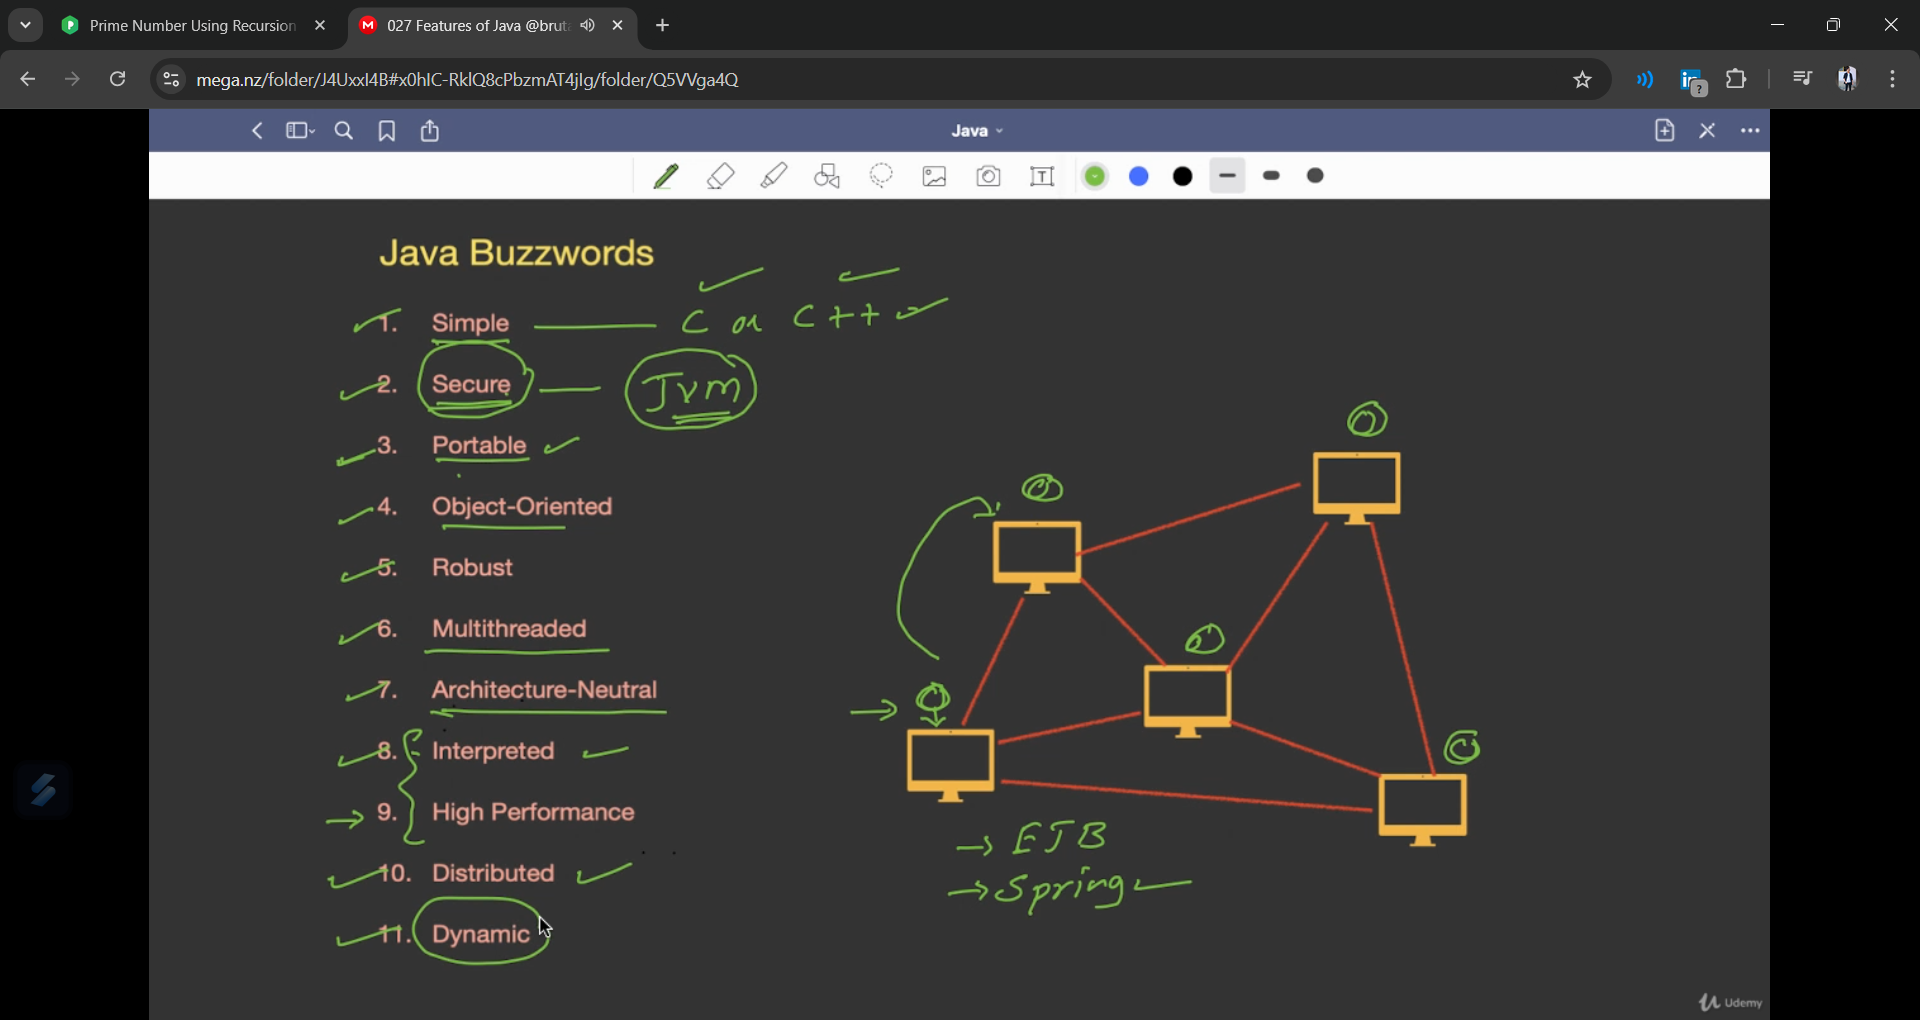 Prime Number Using Recursion
027 Features of Java @brut
mega.nz/folder/J4UxxI4B#x0hIC-RklQ8cPbzmAT4jIg/folder/Q5VVga4Q
Java
Java Buzzwords
1. Simple C or C++
2. Secure Jvm
3. Portable
4. Object-Oriented
5. Robust
6. Multithreaded
7. Architecture-Neutral
8. Interpreted
9. High Performance
→ EJB
10. Distributed
→ Spring
11. Dynamic
Udemy